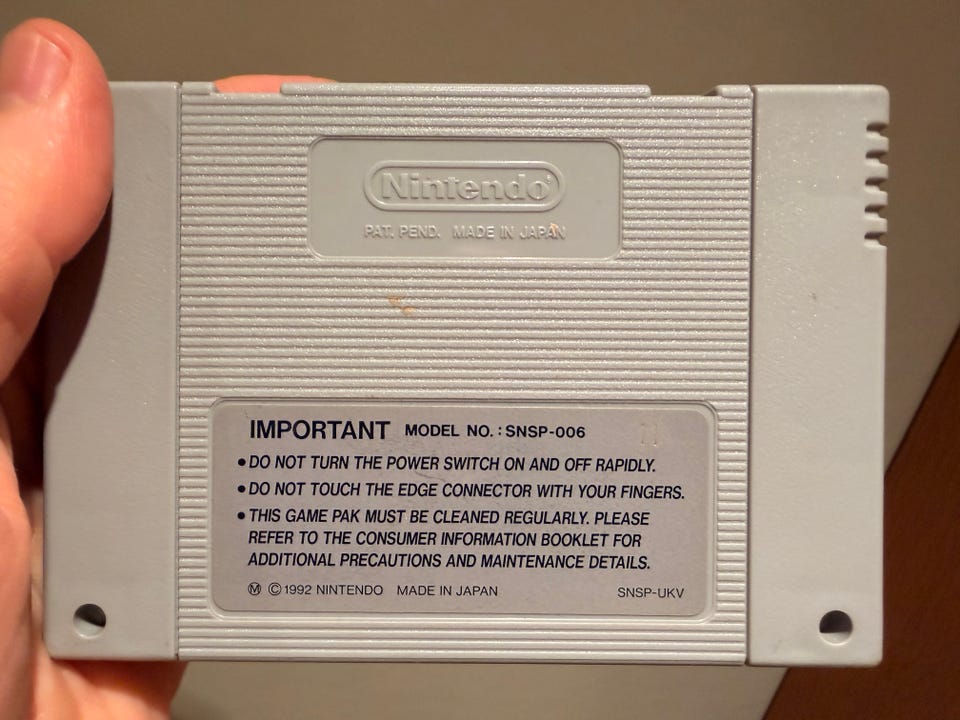 Nintendo
PAT. PEND. MADE IN JAPAN
IMPORTANT MODEL NO. : SNSP-006
• DO NOT TURN THE POWER SWITCH ON AND OFF RAPIDLY.
• DO NOT TOUCH THE EDGE CONNECTOR WITH YOUR FINGERS.
• THIS GAME PAK MUST BE CLEANED REGULARLY. PLEASE
REFER TO THE CONSUMER INFORMATION BOOKLET FOR
ADDITIONAL PRECAUTIONS AND MAINTENANCE DETAILS.
Ⓜ ©1992 NINTENDO MADE IN JAPAN SNSP-UKV